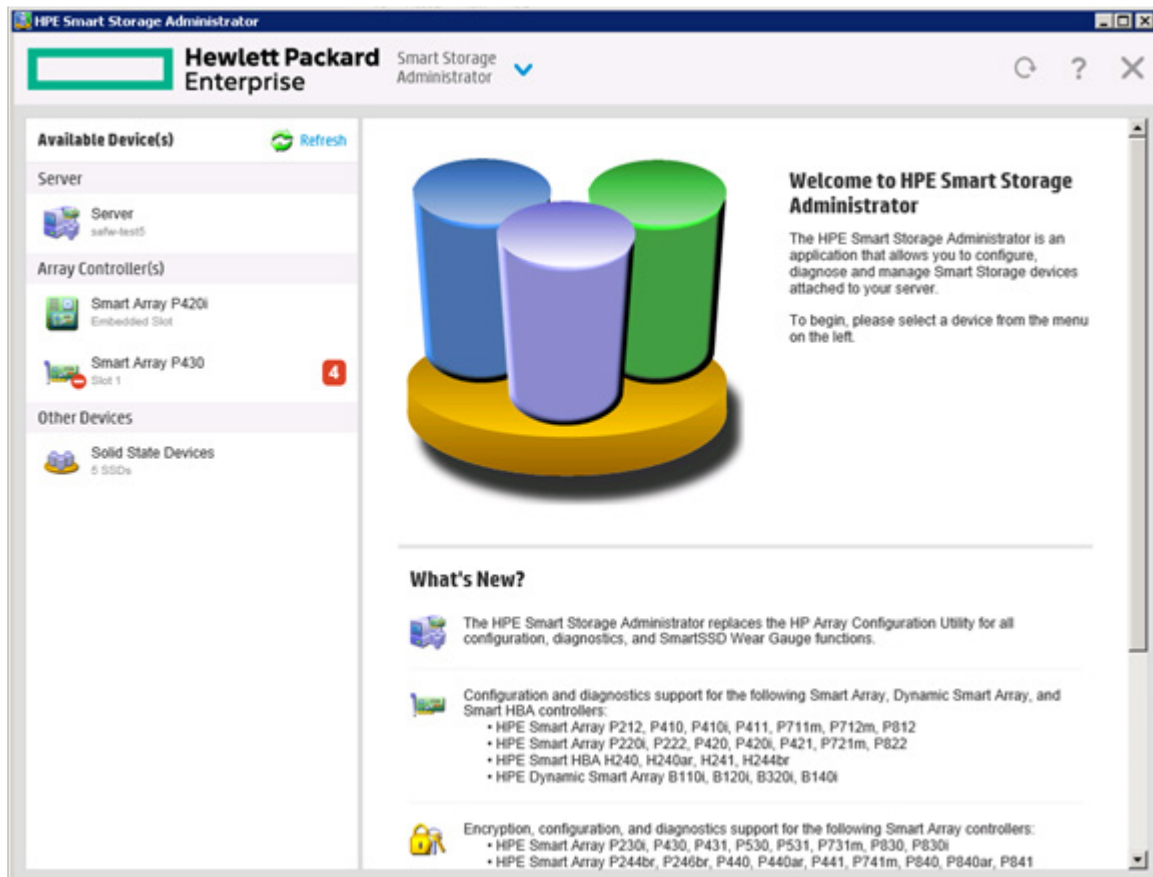 HPE Smart Storage Administrator
Hewlett Packard
Enterprise
Smart Storage
Administrator
?
Available Device(s)
Refresh
Server
Server
safw-test5
Array Controller(s)
Smart Array P420i
Embedded Slot
Smart Array P430
Slot 1
4
Other Devices
Solid State Devices
5 SSDs
Welcome to HPE Smart Storage
Administrator
The HPE Smart Storage Administrator is an
application that allows you to configure,
diagnose and manage Smart Storage devices
attached to your server.
To begin, please select a device from the menu
on the left.
What's New?
The HPE Smart Storage Administrator replaces the HP Array Configuration Utility for all
configuration, diagnostics, and SmartSSD Wear Gauge functions.
Configuration and diagnostics support for the following Smart Array, Dynamic Smart Array, and
Smart HBA controllers:
• HPE Smart Array P212, P410, P410i, P411, P711m, P712m, P812
• HPE Smart Array P220i, P222, P420, P420i, P421, P721m, P822
• HPE Smart HBA H240, H240ar, H241, H244br
• HPE Dynamic Smart Array B110i, B120i, B320i, B140i
Encryption, configuration, and diagnostics support for the following Smart Array controllers:
• HPE Smart Array P230i, P430, P431, P530, P531, P731m, P830, P830i
• HPE Smart Array P244br, P246br, P440, P440ar, P441, P741m, P840, P840ar, P841